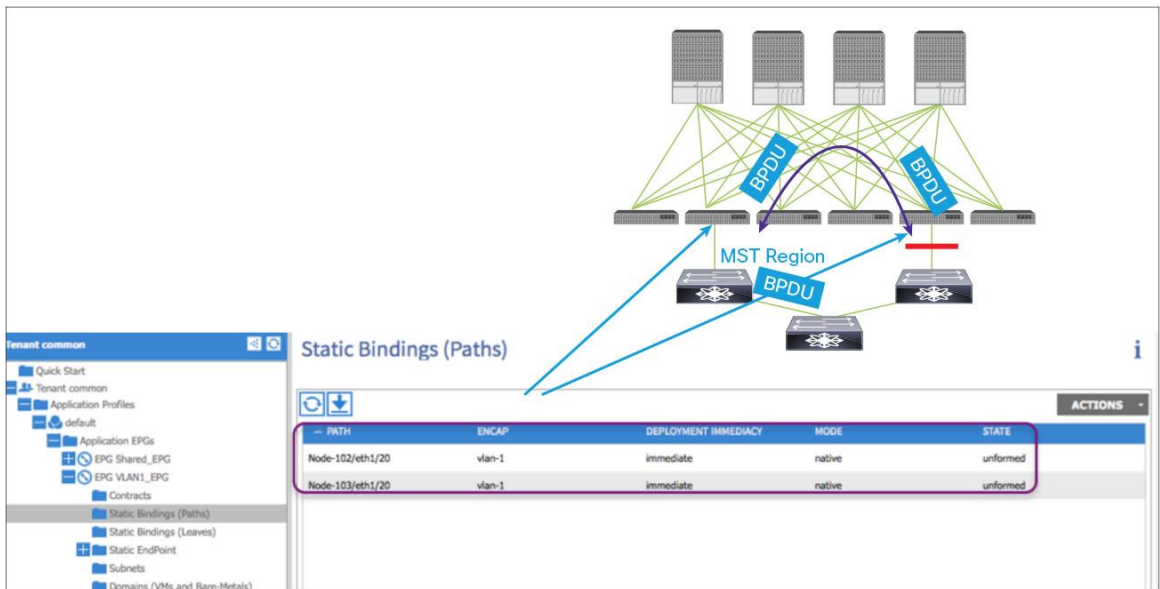 BPDU
BPDU
MST Region
BPDU
Tenant common
Quick Start
Tenant common
Application Profiles
default
Application EPGs
EPG Shared_EPG
EPG VLAN1_EPG
Contracts
Static Bindings (Paths)
Static Bindings (Leaves)
Static EndPoint
Subnets
Domains (VMs and Bare-Metals)
Static Bindings (Paths)
i
ACTIONS
PATH ENCAP DEPLOYMENT IMMEDIACY MODE STATE
Node-102/eth1/20 vlan-1 immediate native unformed
Node-103/eth1/20 vlan-1 immediate native unformed